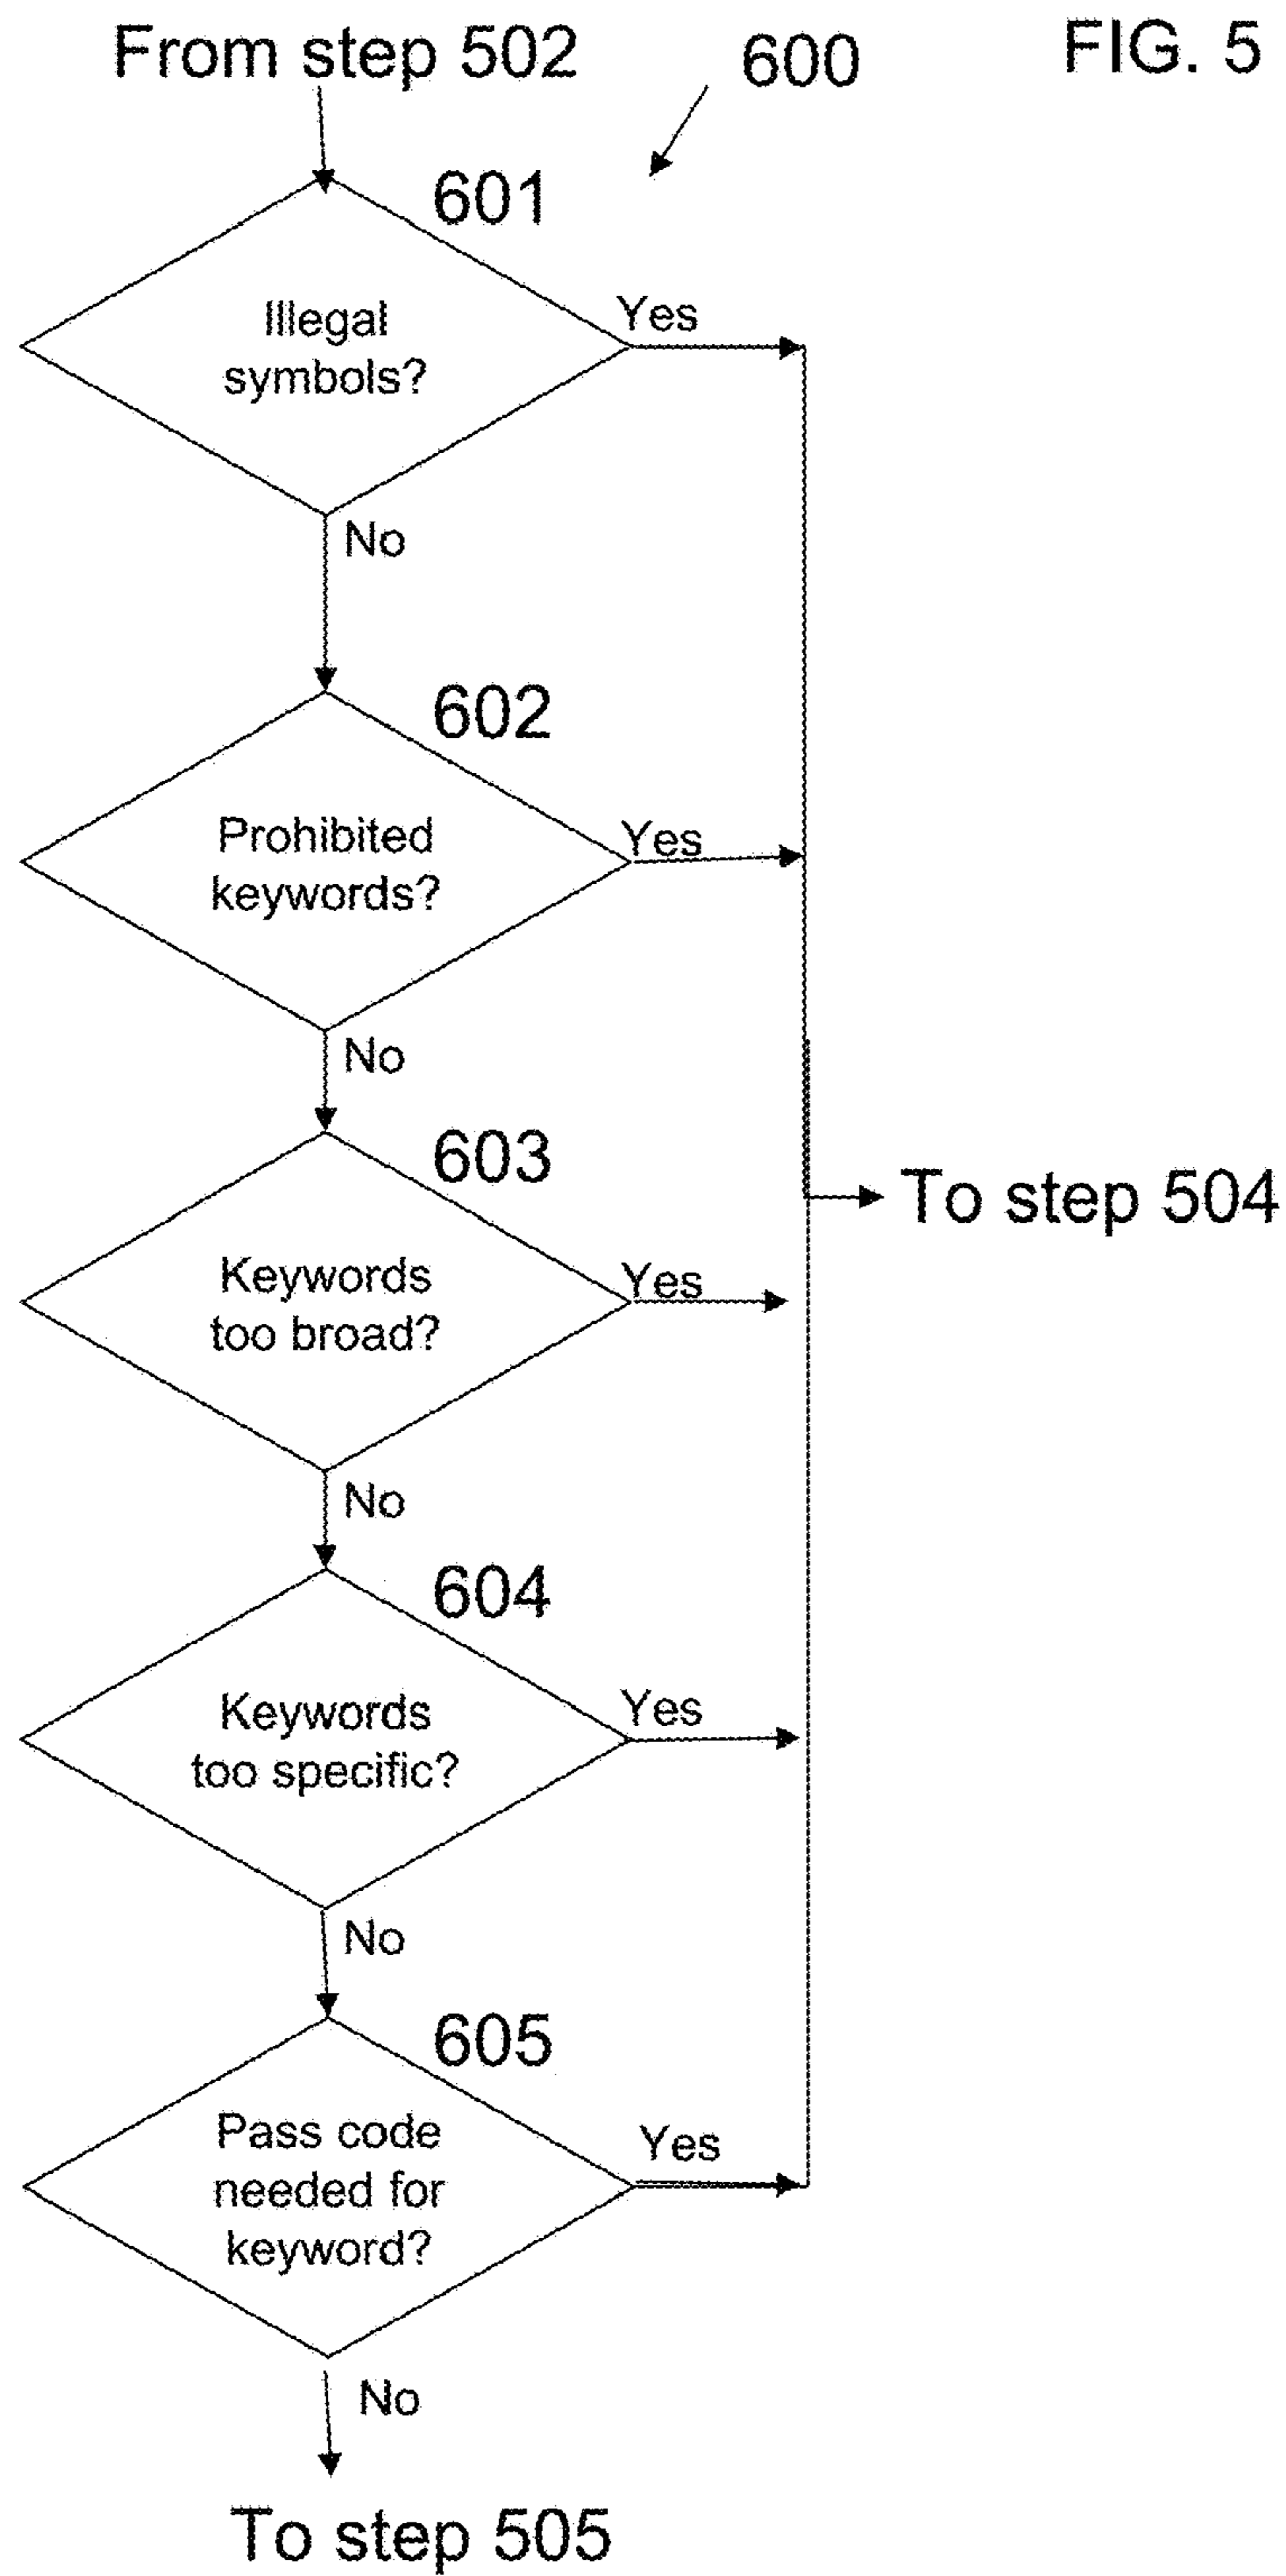 From step 502
600
FIG. 5
601
Illegal
symbols?
Yes
No
602
Prohibited
keywords?
Yes
No
603
Keywords
too broad?
Yes
To step 504
No
604
Keywords
too specific?
Yes
No
605
Pass code
needed for
keyword?
Yes
No
To step 505